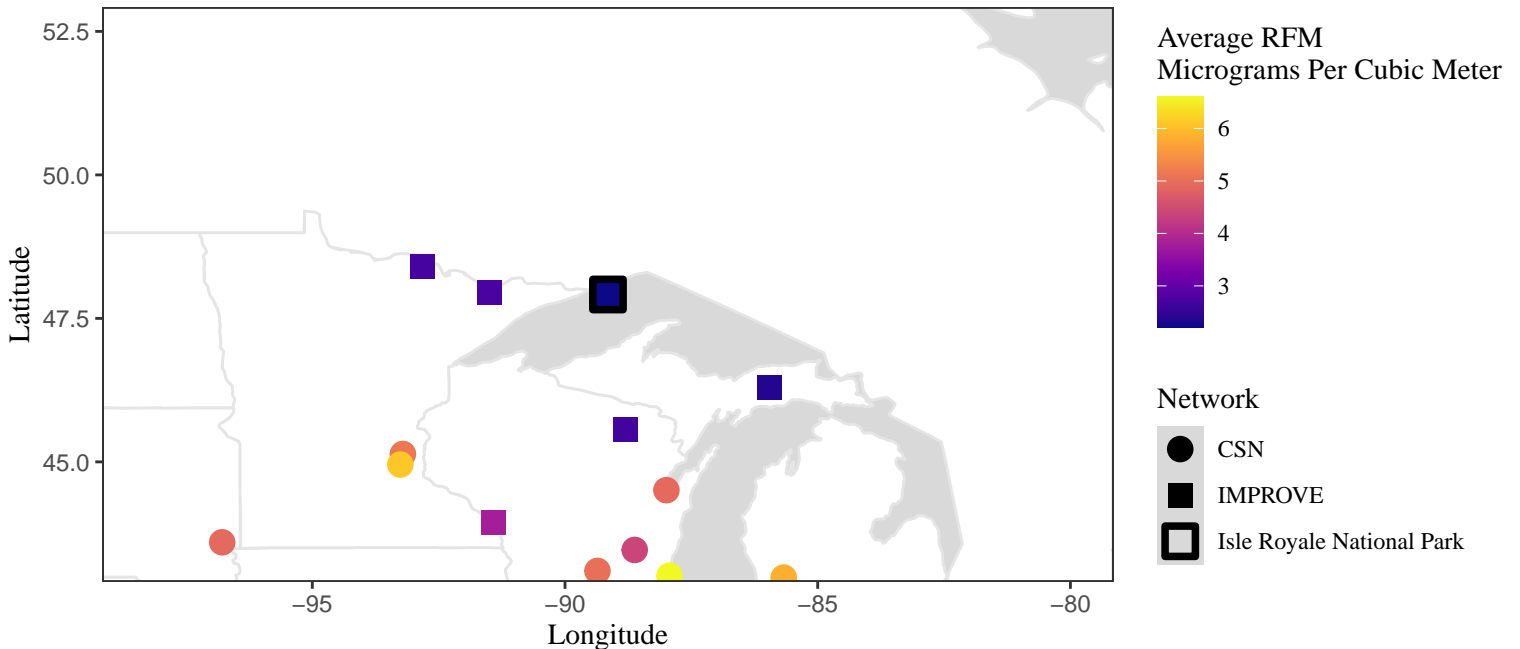 52.5
50.0
47.5
45.0
Latitude
−95
−90
−85
−80
Longitude
Average RFM
Micrograms Per Cubic Meter
6
5
4
3
Network
CSN
IMPROVE
Isle Royale National Park